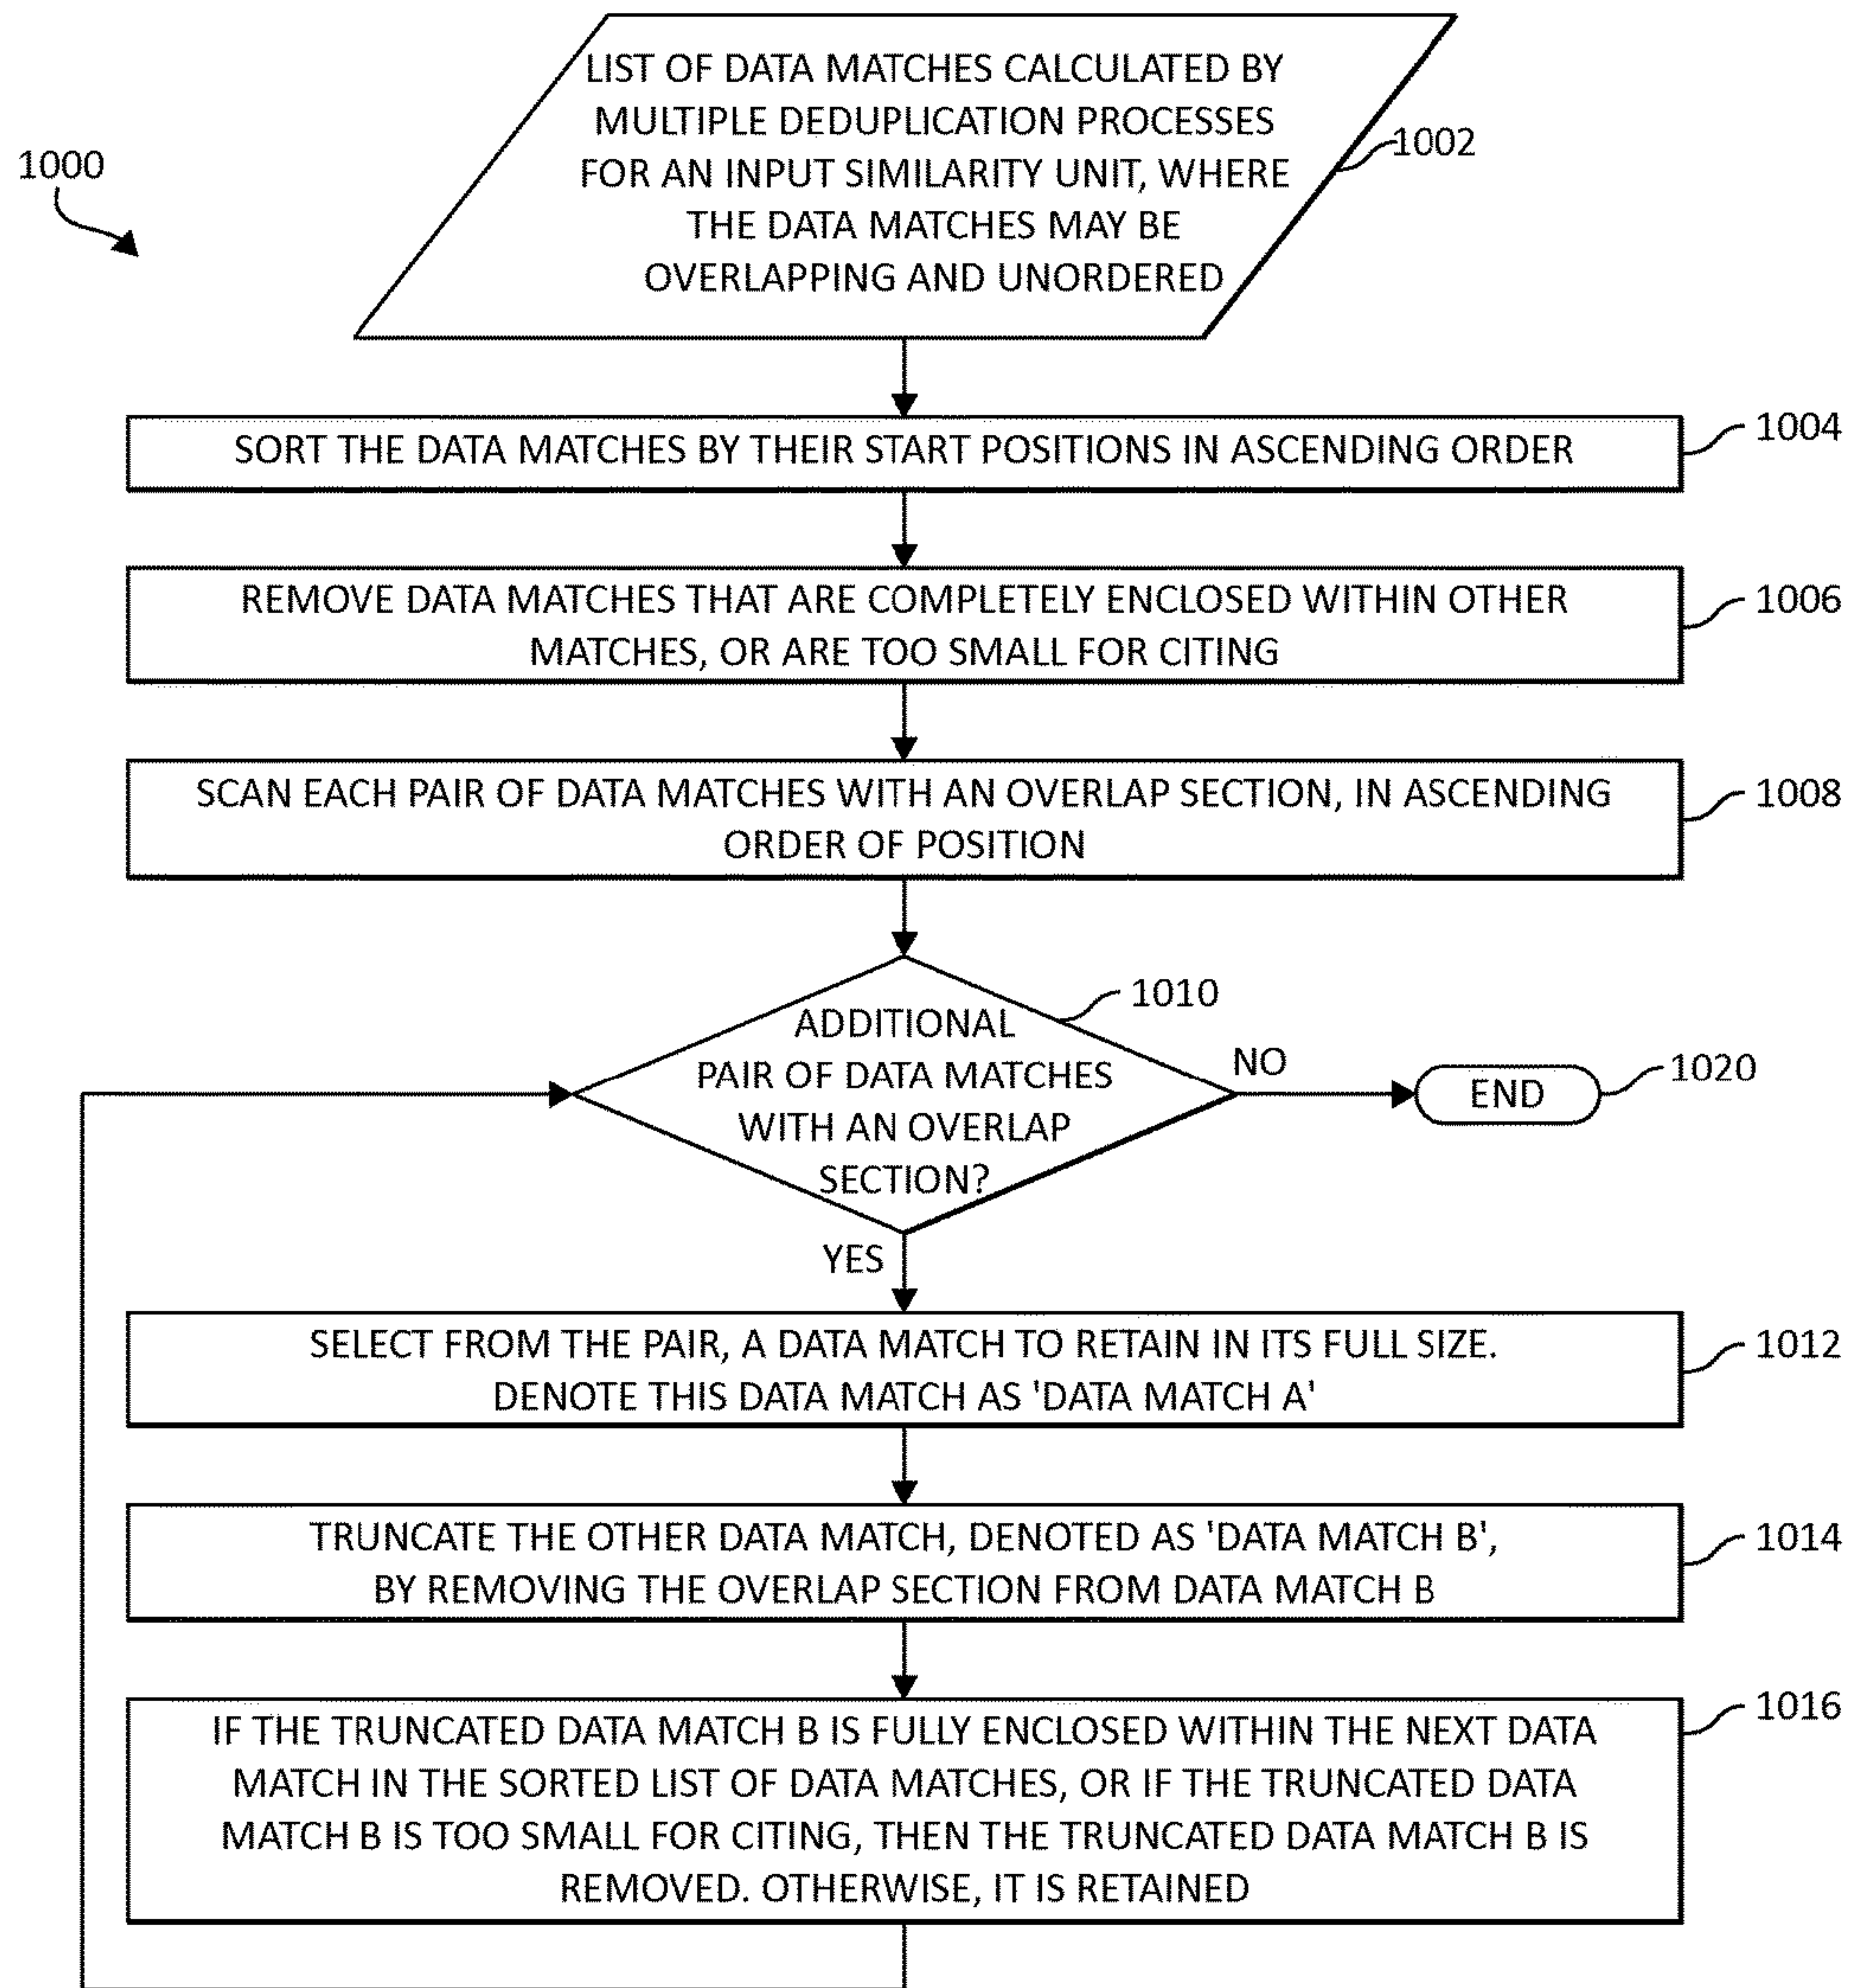 1000
LIST OF DATA MATCHES CALCULATED BY
MULTIPLE DEDUPLICATION PROCESSES
FOR AN INPUT SIMILARITY UNIT, WHERE
THE DATA MATCHES MAY BE
OVERLAPPING AND UNORDERED
1002
SORT THE DATA MATCHES BY THEIR START POSITIONS IN ASCENDING ORDER
1004
REMOVE DATA MATCHES THAT ARE COMPLETELY ENCLOSED WITHIN OTHER
MATCHES, OR ARE TOO SMALL FOR CITING
1006
SCAN EACH PAIR OF DATA MATCHES WITH AN OVERLAP SECTION, IN ASCENDING
ORDER OF POSITION
1008
ADDITIONAL
PAIR OF DATA MATCHES
WITH AN OVERLAP
SECTION?
1010
NO
END
1020
YES
SELECT FROM THE PAIR, A DATA MATCH TO RETAIN IN ITS FULL SIZE.
DENOTE THIS DATA MATCH AS 'DATA MATCH A'
1012
TRUNCATE THE OTHER DATA MATCH, DENOTED AS 'DATA MATCH B',
BY REMOVING THE OVERLAP SECTION FROM DATA MATCH B
1014
IF THE TRUNCATED DATA MATCH B IS FULLY ENCLOSED WITHIN THE NEXT DATA
MATCH IN THE SORTED LIST OF DATA MATCHES, OR IF THE TRUNCATED DATA
MATCH B IS TOO SMALL FOR CITING, THEN THE TRUNCATED DATA MATCH B IS
REMOVED. OTHERWISE, IT IS RETAINED
1016